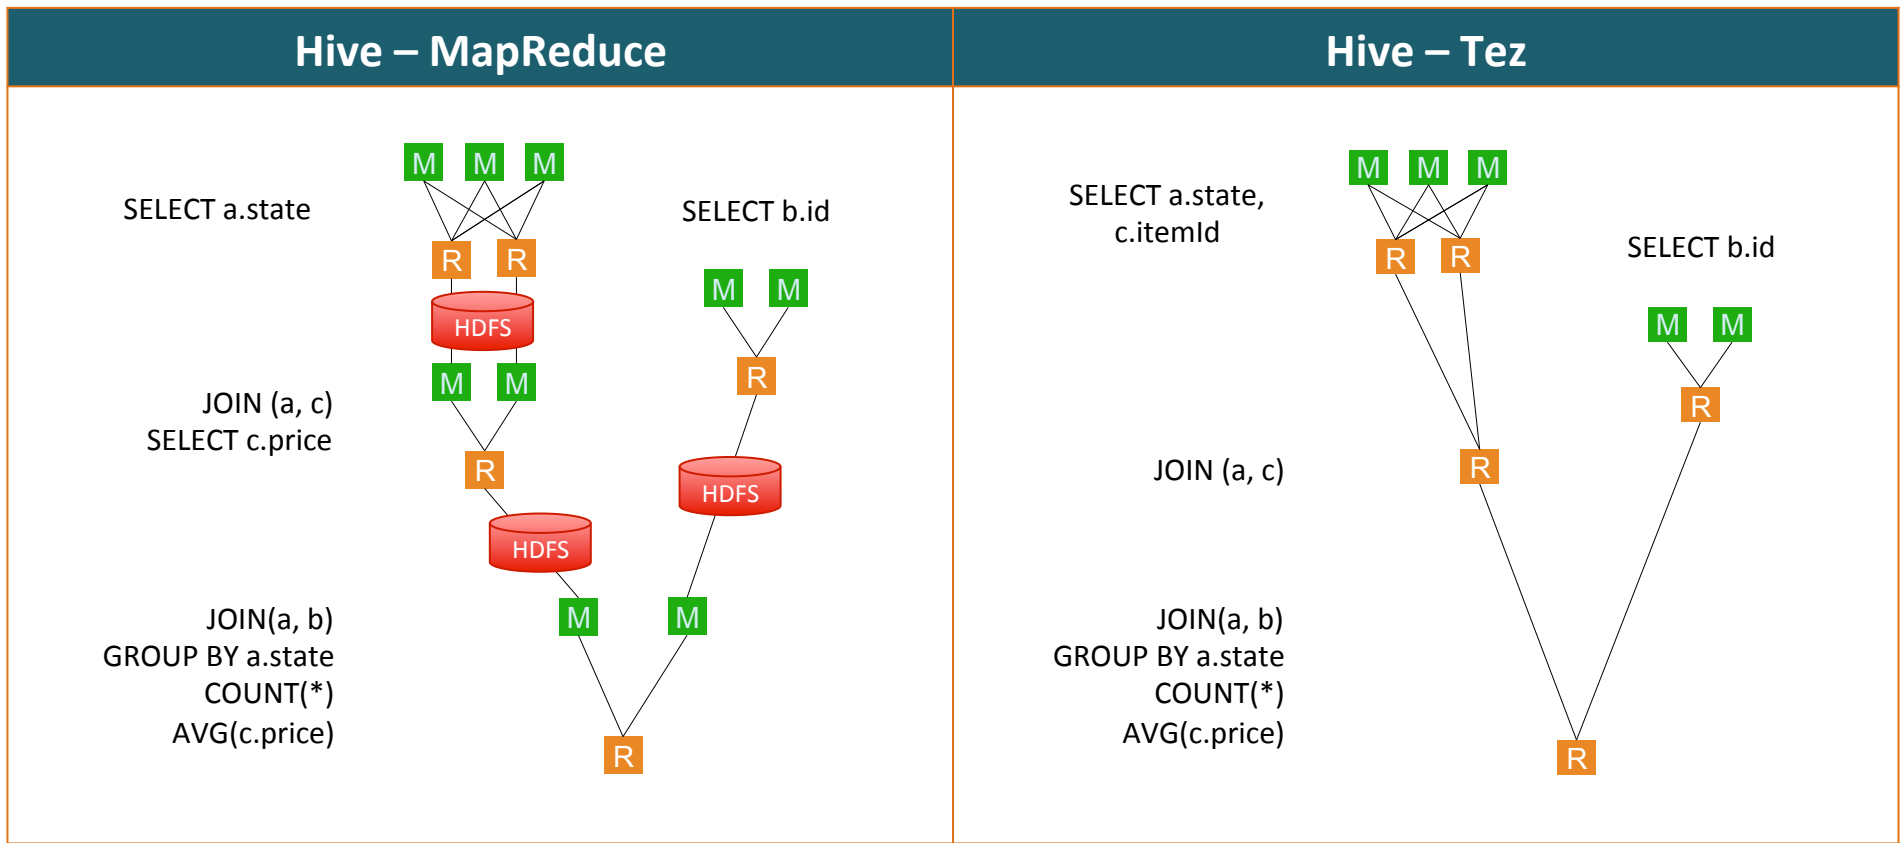 Hive – MapReduce
M M M
SELECT a.state
SELECT b.id
R R
M M
HDFS
M M
R
JOIN (a, c)
SELECT c.price
R
HDFS
HDFS
JOIN(a, b)
M M
GROUP BY a.state
COUNT(*)
AVG(c.price)
R
Hive – Tez
M M M
SELECT a.state,
c.itemId
R R
SELECT b.id
M M
R
JOIN (a, c)
R
JOIN(a, b)
GROUP BY a.state
COUNT(*)
AVG(c.price)
R